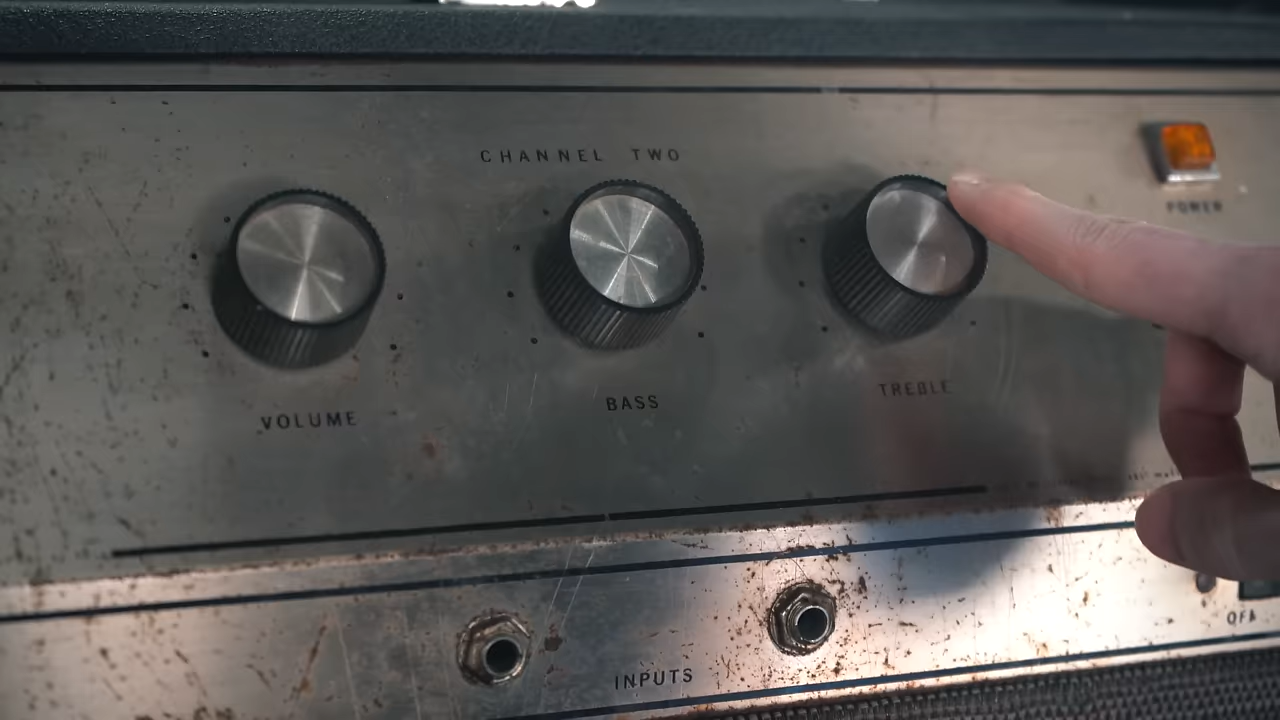 CHANNEL TWO
POWER
VOLUME
BASS
TREBLE
INPUTS